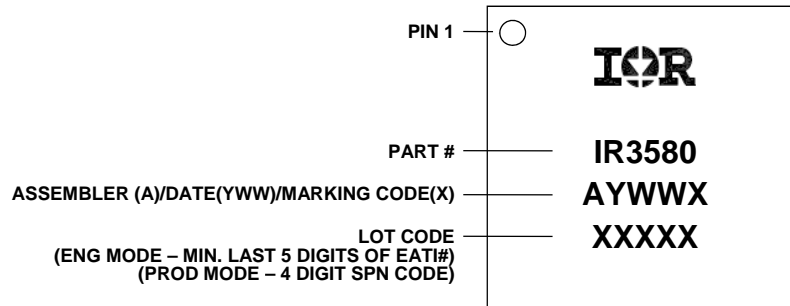 PIN 1
IOR
PART #
IR3580
ASSEMBLER (A)/DATE(YWW)/MARKING CODE(X)
AYWWX
LOT CODE
(ENG MODE – MIN. LAST 5 DIGITS OF EATI#)
(PROD MODE – 4 DIGIT SPN CODE)
XXXXX